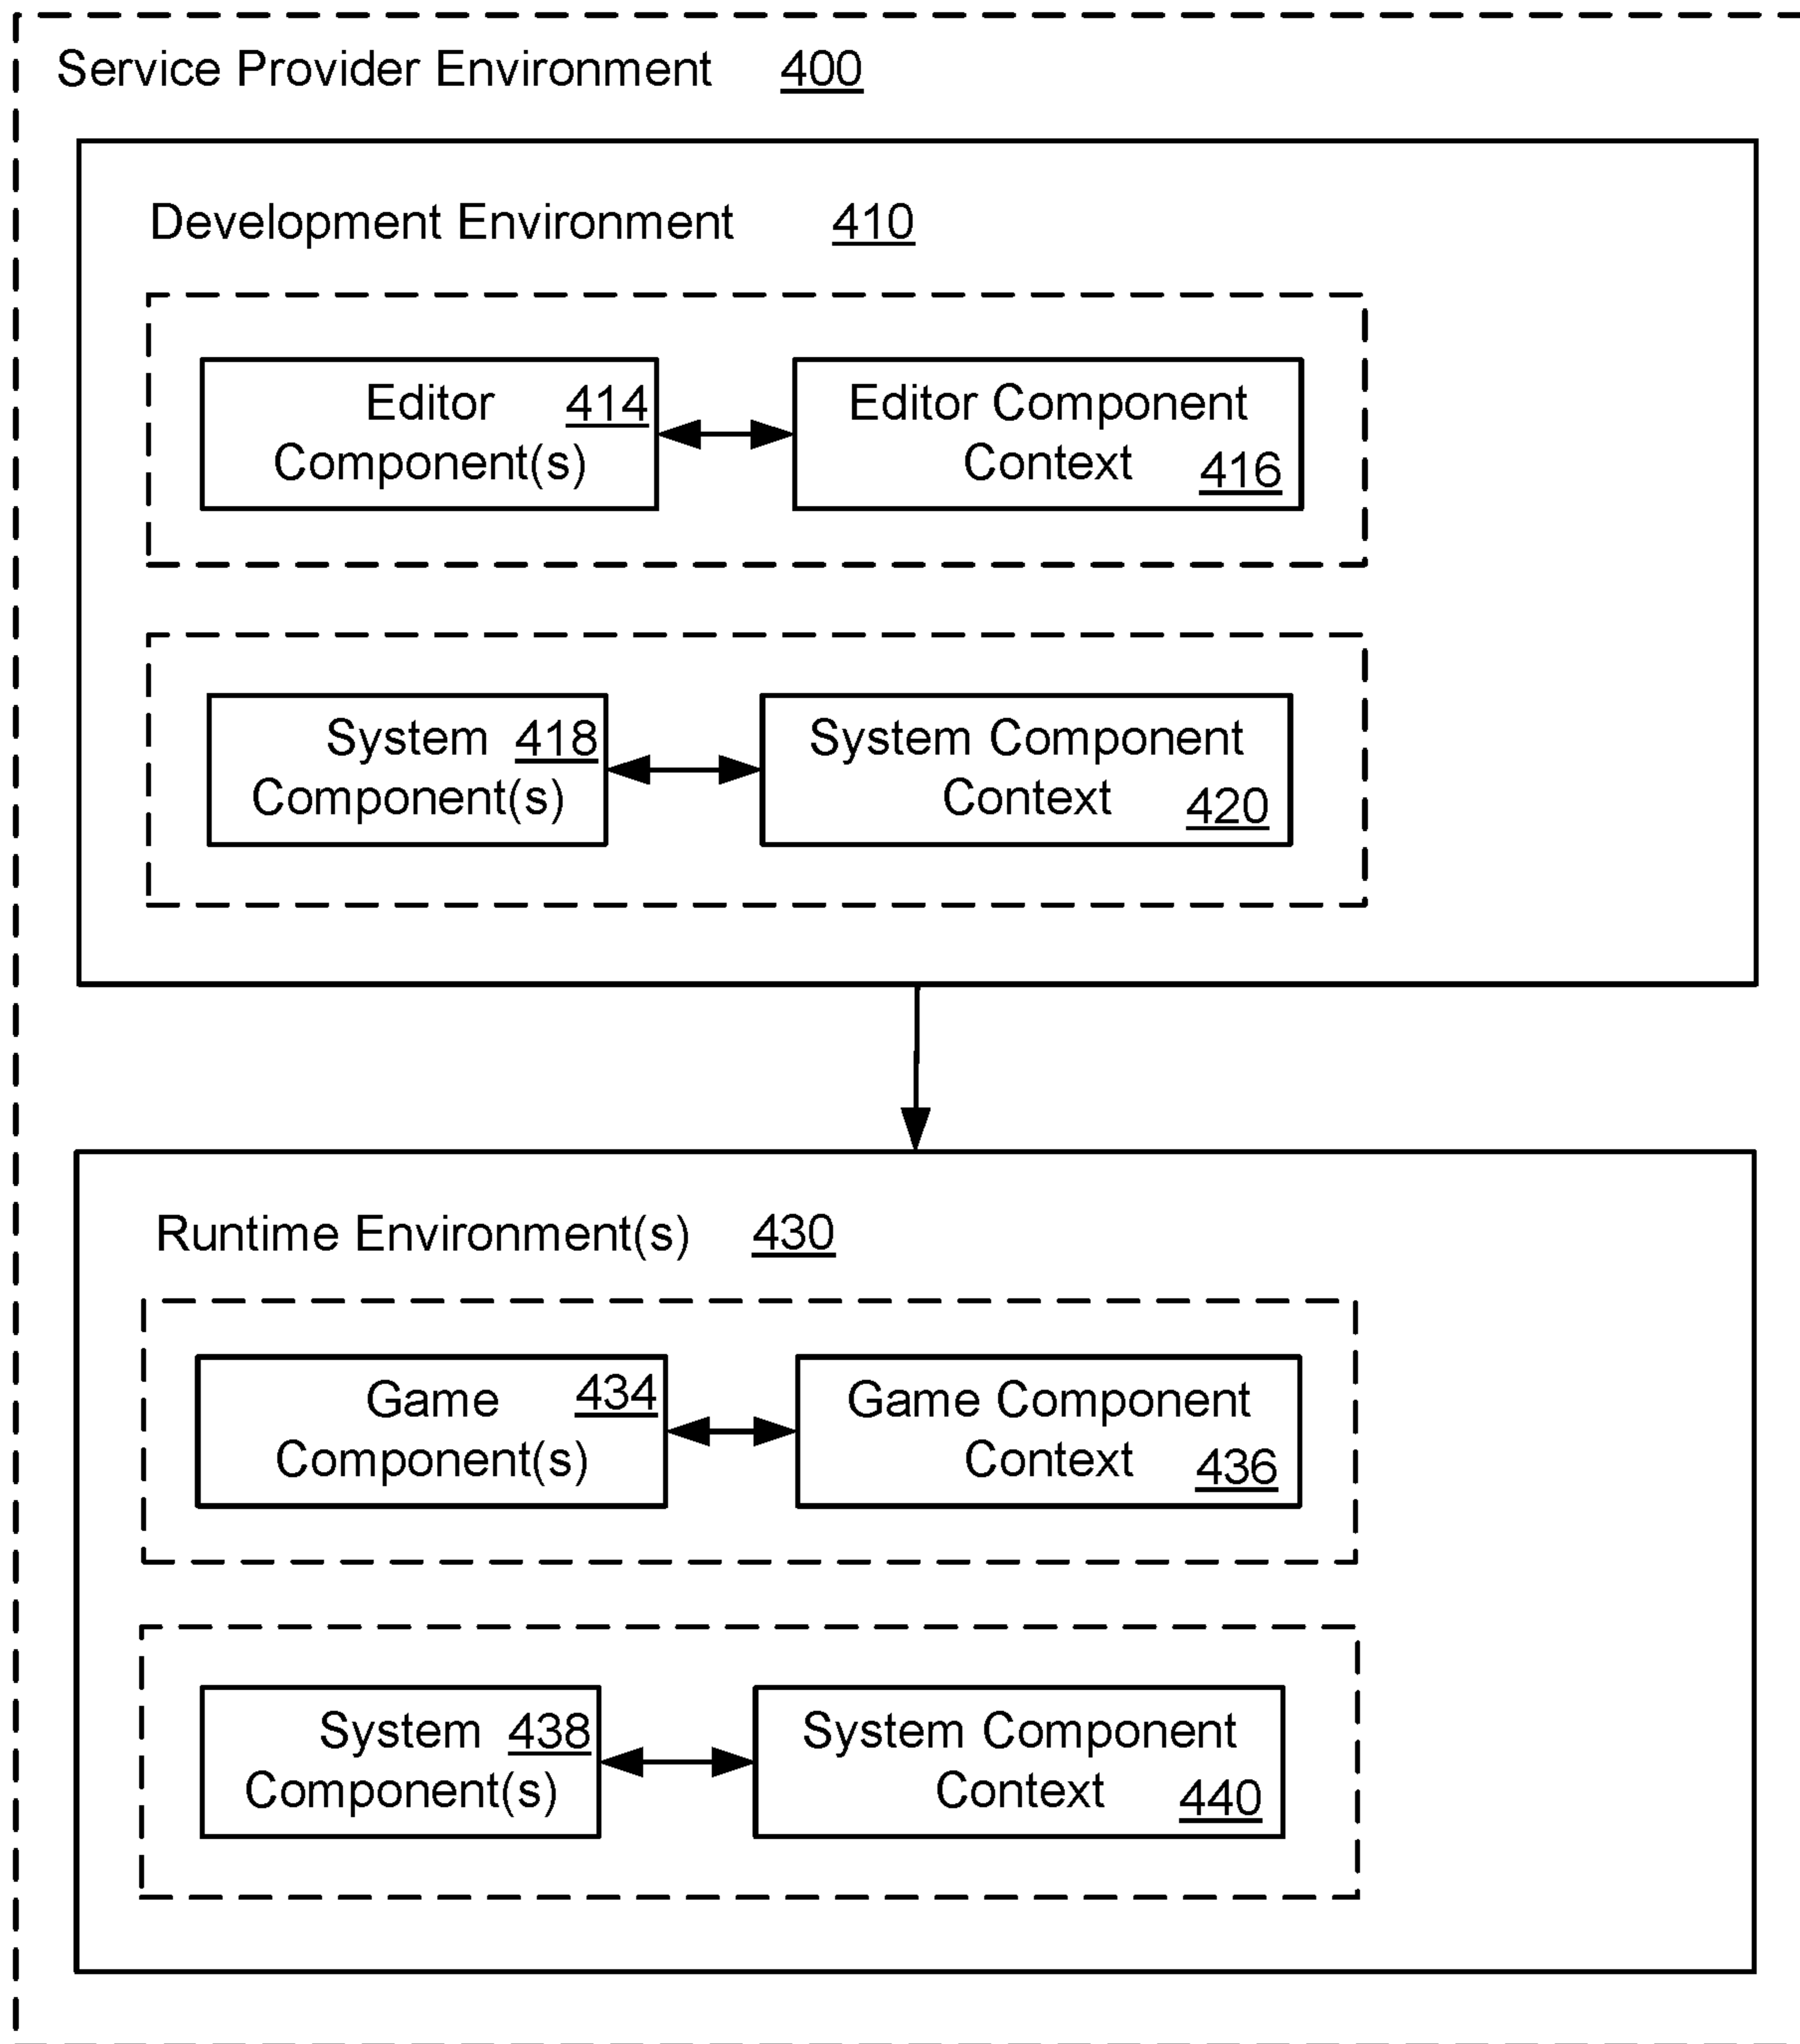 Service Provider Environment 400
Development Environment 410
Editor 414
Component(s)
Editor Component
Context 416
System 418
Component(s)
System Component
Context 420
Runtime Environment(s) 430
Game 434
Component(s)
Game Component
Context 436
System 438
Component(s)
System Component
Context 440